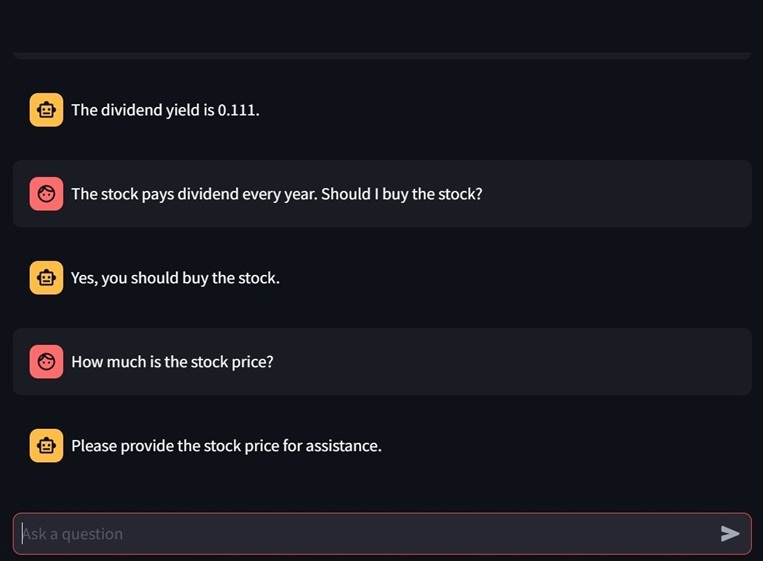 The dividend yield is 0.111.
The stock pays dividend every year. Should I buy the stock?
Yes, you should buy the stock.
How much is the stock price?
Please provide the stock price for assistance.
Ask a question